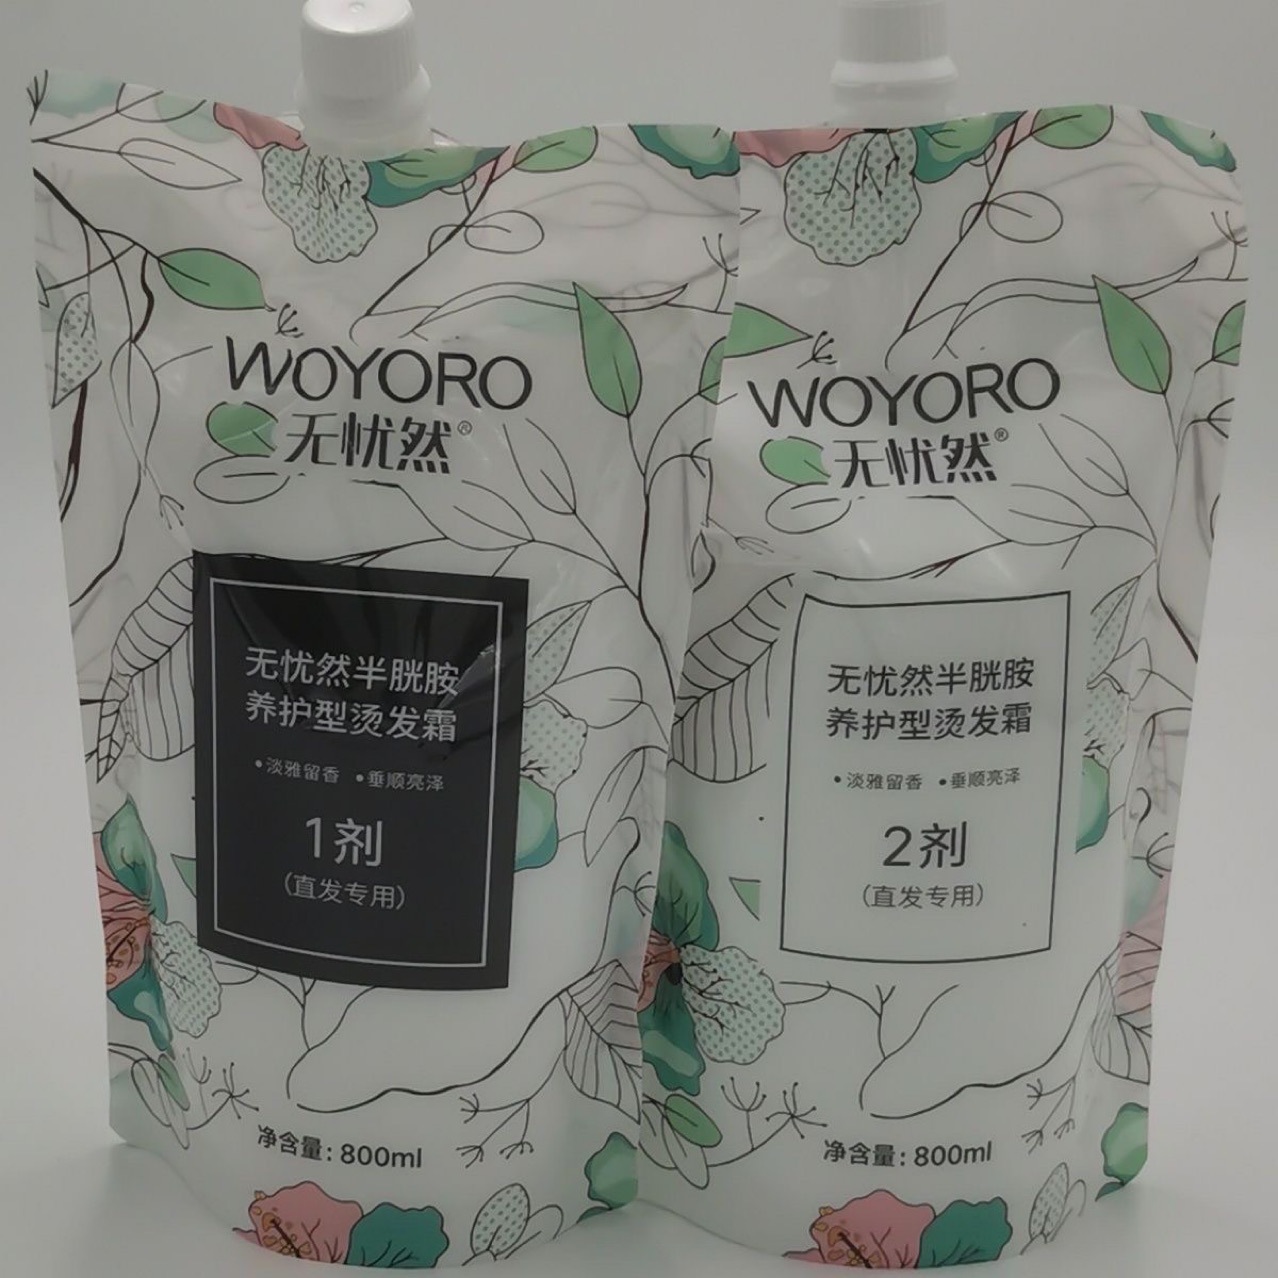 WOYORO
无忧然®
无忧然半胱胺
养护型烫发霜
•淡雅留香 •垂顺亮泽
1剂
(直发专用)
净含量:800ml
WOYORO
无忧然®
无忧然半胱胺
养护型烫发霜
•淡雅留香 •垂顺亮泽
2剂
(直发专用)
净含量:800ml